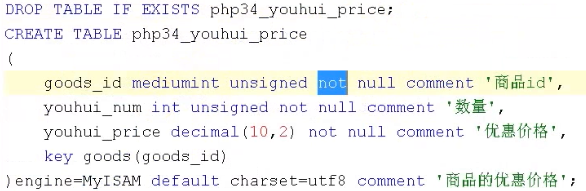 DROP TABLE IF EXISTS php34_youhui_price;
CREATE TABLE php34_youhui_price
(
goods_id mediumint unsigned not null comment '商品id',
youhui_num int unsigned not null comment '数量',
youhui_price decimal(10,2) not null comment '优惠价格',
key goods(goods_id)
)engine=MyISAM default charset=utf8 comment '商品的优惠价格';